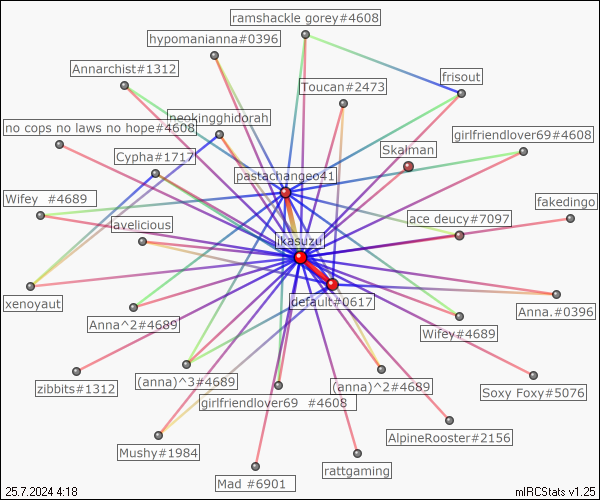 ramshackle gorey#4608
hypomanianna#0396
Annarchist#1312
frisout
Toucan#2473
neokingghidorah
no cops no laws no hope#4608
girlfriendlover69#4608
Skalman
Cypha#1717
pastachangeo41
Wifey  #4689
fakedingo
ace deucy#7097
lavelicious
ikasuzu
xenoyaut
default#0617
Anna.#0396
Anna^2#4689
Wifey#4689
zibbits#1312
(anna)^3#4689
(anna)^2#4689
Soxy Foxy#5076
girlfriendlover69  #4608
AlpineRooster#2156
Mushy#1984
rattgaming
Mad #6901
25.7.2024 4:18
mIRCStats v1.25